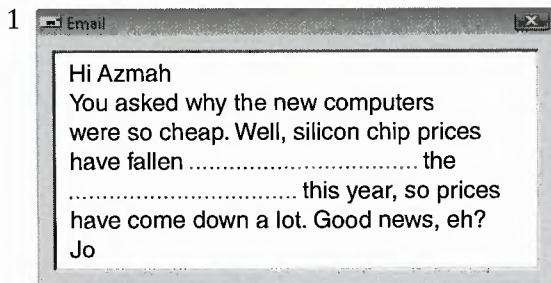 1
Email
Hi Azmah
You asked why the new computers
were so cheap. Well, silicon chip prices
have fallen ................................. the
................................. this year, so prices
have come down a lot. Good news, eh?
Jo